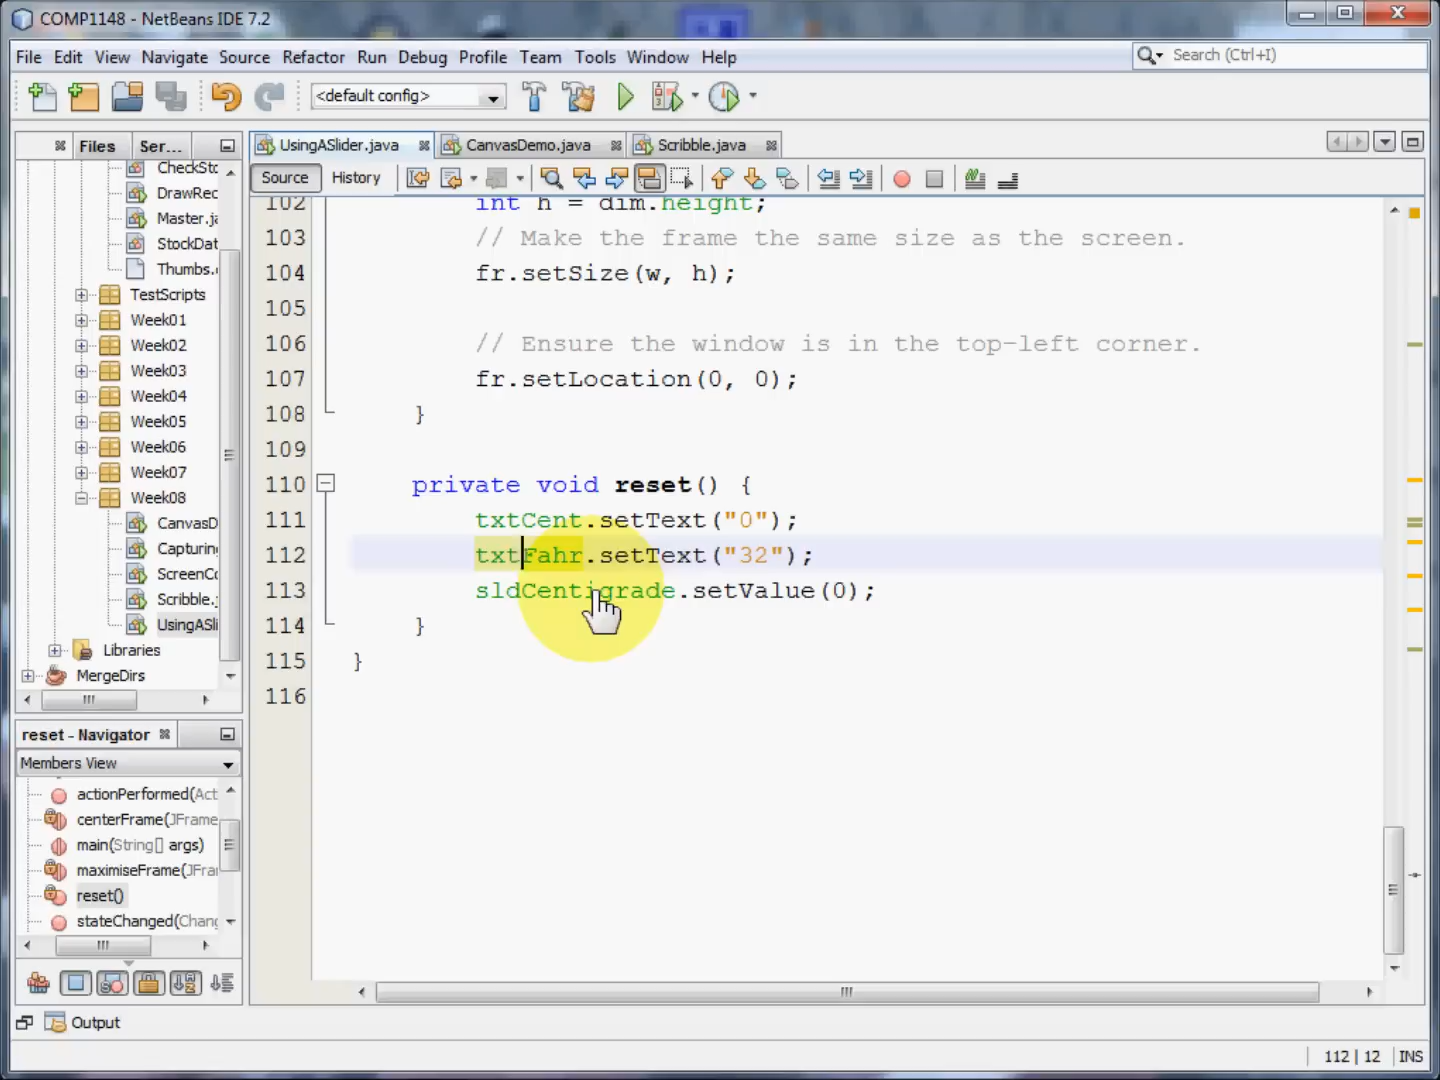 COMP1148 - NetBeans IDE 7.2
File Edit View Navigate Source Refactor Run Debug Profile Team Tools Window Help
Search (Ctrl+I)
<default config>
Files Ser...
UsingASlider.java CanvasDemo.java Scribble.java
Source History
CheckSto
DrawRec
Master.ja
StockDat
Thumbs.
TestScripts
Week01
Week02
Week03
Week04
Week05
Week06
Week07
Week08
CanvasD
Capturing
ScreenCo
Scribble.j
UsingASli
Libraries
MergeDirs
102 int h = dim.height;
103 // Make the frame the same size as the screen.
104 fr.setSize(w, h);
105
106 // Ensure the window is in the top-left corner.
107 fr.setLocation(0, 0);
108 }
109
110 private void reset() {
111 txtCent.setText("0");
112 txtFahr.setText("32");
113 sldCentigrade.setValue(0);
114 }
115 }
116
reset - Navigator
Members View
actionPerformed(Act
centerFrame(JFrame
main(String[] args)
maximiseFrame(JFra
reset()
stateChanged(Chang
Output
112 | 12 INS